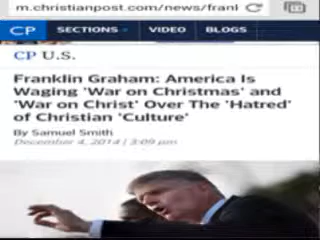 m.christianpost.com/news/frankl
CP SECTIONS VIDEO BLOGS
CP U.S.
Franklin Graham: America Is
Waging 'War on Christmas' and
'War on Christ' Over The 'Hatred'
of Christian 'Culture'
By Samuel Smith
December 4, 2014 | 3:09 pm